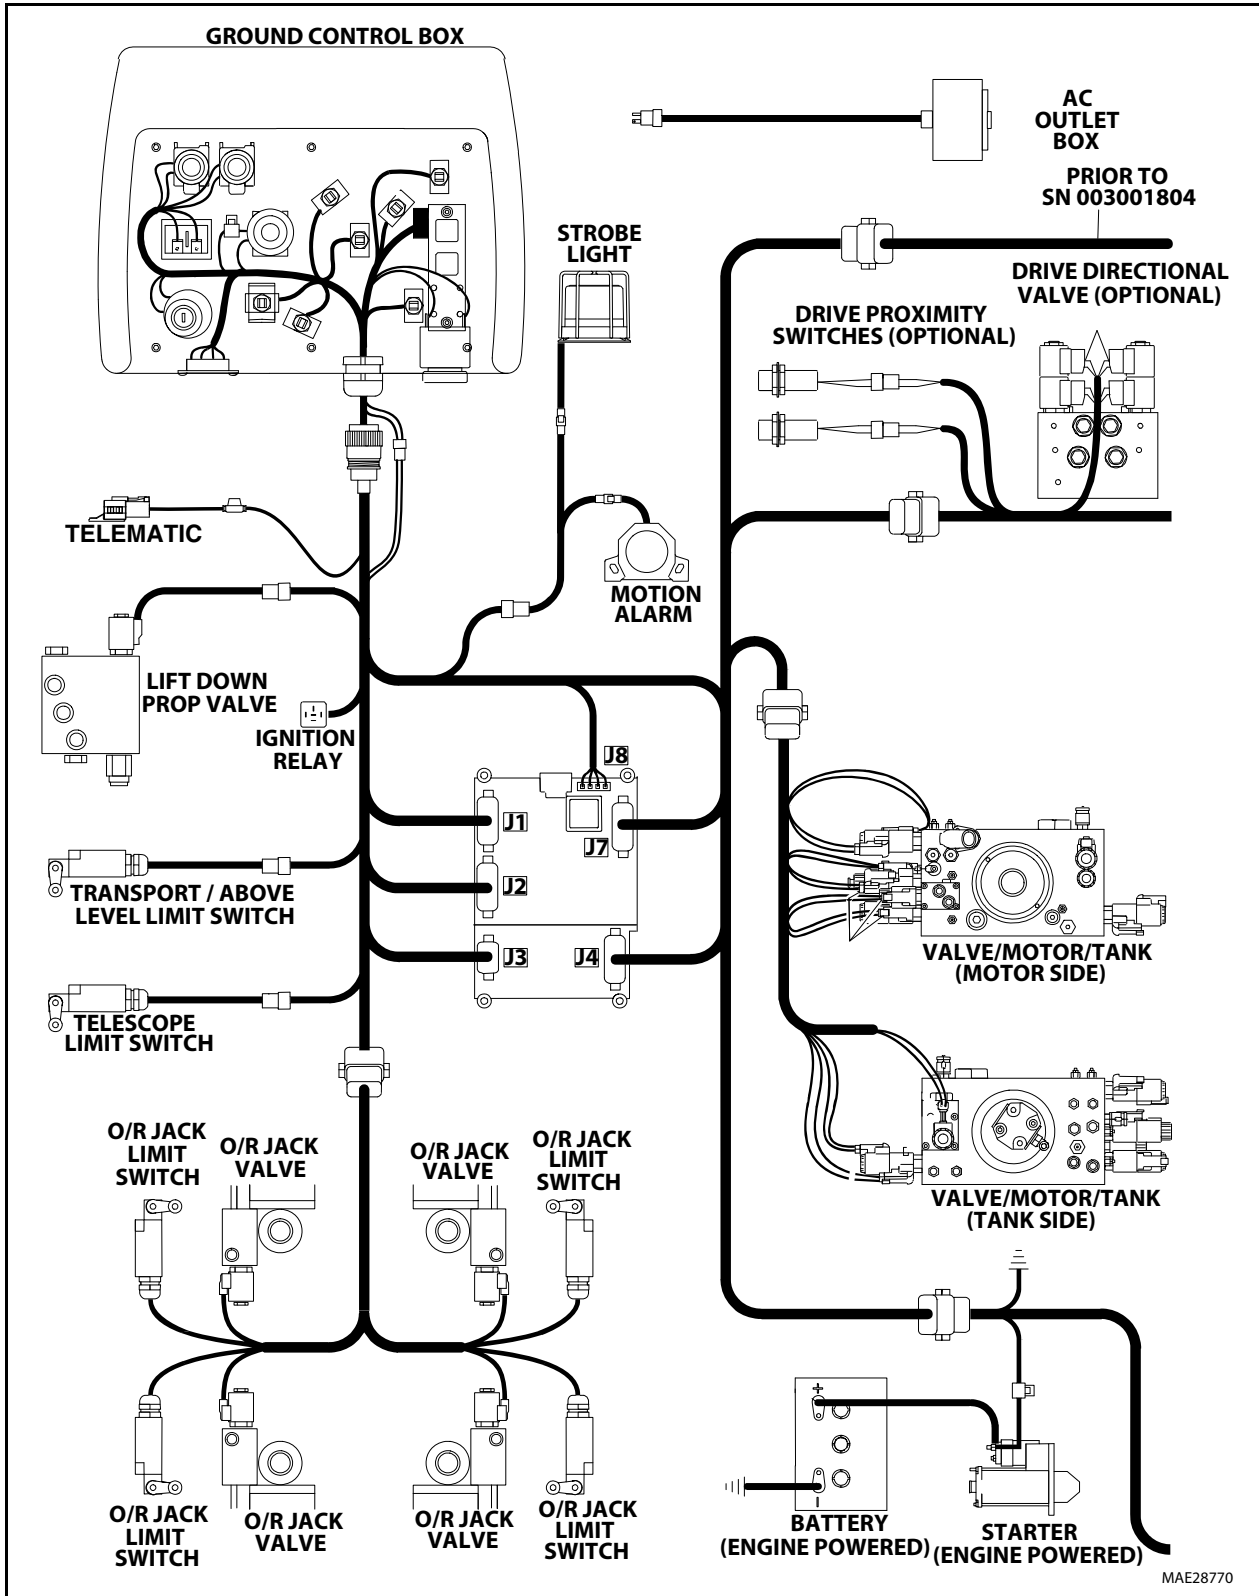 GROUND CONTROL BOX
AC
OUTLET
BOX
PRIOR TO
SN 003001804
STROBE
LIGHT
DRIVE DIRECTIONAL
VALVE (OPTIONAL)
DRIVE PROXIMITY
SWITCHES (OPTIONAL)
TELEMATIC
MOTION
ALARM
LIFT DOWN
PROP VALVE
IGNITION
RELAY
J8
J1
J7
J2
J3
J4
TRANSPORT / ABOVE
LEVEL LIMIT SWITCH
VALVE/MOTOR/TANK
(MOTOR SIDE)
TELESCOPE
LIMIT SWITCH
O/R JACK
LIMIT
SWITCH
O/R JACK
VALVE
O/R JACK
VALVE
O/R JACK
LIMIT
SWITCH
VALVE/MOTOR/TANK
(TANK SIDE)
+
–
O/R JACK
LIMIT
SWITCH
O/R JACK
VALVE
O/R JACK
VALVE
O/R JACK
LIMIT
SWITCH
BATTERY
(ENGINE POWERED)
STARTER
(ENGINE POWERED)
MAE28770